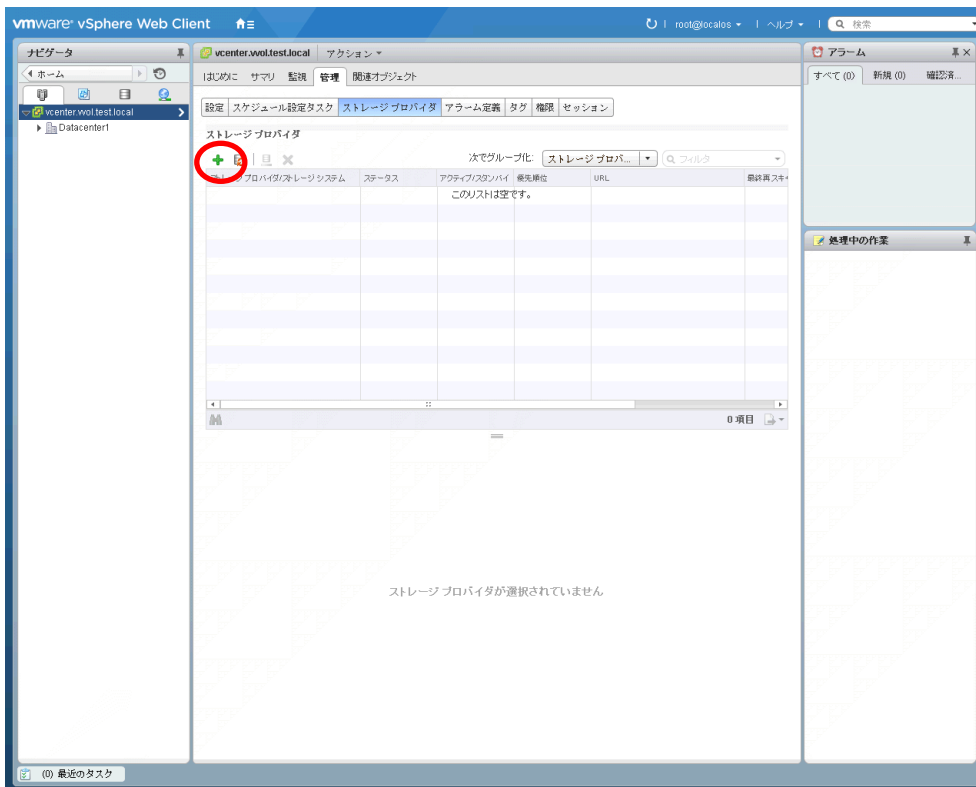 vmware® vSphere Web Client
root@localos
ヘルプ
検索
ナビゲータ
ホーム
vcenter.wol.test.local
Datacenter1
vcenter.wol.test.local アクション
はじめに サマリ 監視 管理 関連オブジェクト
設定 スケジュール設定タスク ストレージ プロバイダ アラーム定義 タグ 権限 セッション
ストレージ プロバイダ
次でグループ化: ストレージ プロバ... フィルタ
プロバイダ/ストレージ システム ステータス アクティブ/スタンバイ 優先順位 URL 最終再スキ
このリストは空です。
0 項目
ストレージ プロバイダが選択されていません
アラーム
すべて (0) 新規 (0) 確認済...
処理中の作業
(0) 最近のタスク